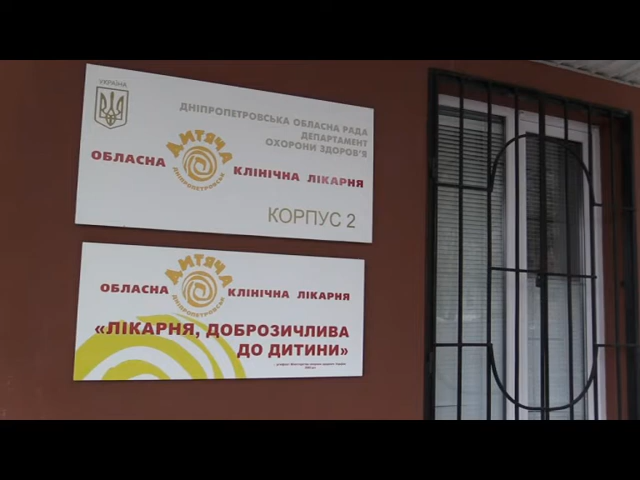 УКРАЇНА
ДНІПРОПЕТРОВСЬКА ОБЛАСНА РАДА
ДЕПАРТАМЕНТ
ОХОРОНИ ЗДОРОВ'Я
ОБЛАСНА ДИТЯЧА КЛІНІЧНА ЛІКАРНЯ
ДНІПРОПЕТРОВСЬК
КОРПУС 2
ОБЛАСНА ДИТЯЧА КЛІНІЧНА ЛІКАРНЯ
ДНІПРОПЕТРОВСЬК
«ЛІКАРНЯ, ДОБРОЗИЧЛИВА
ДО ДИТИНИ»